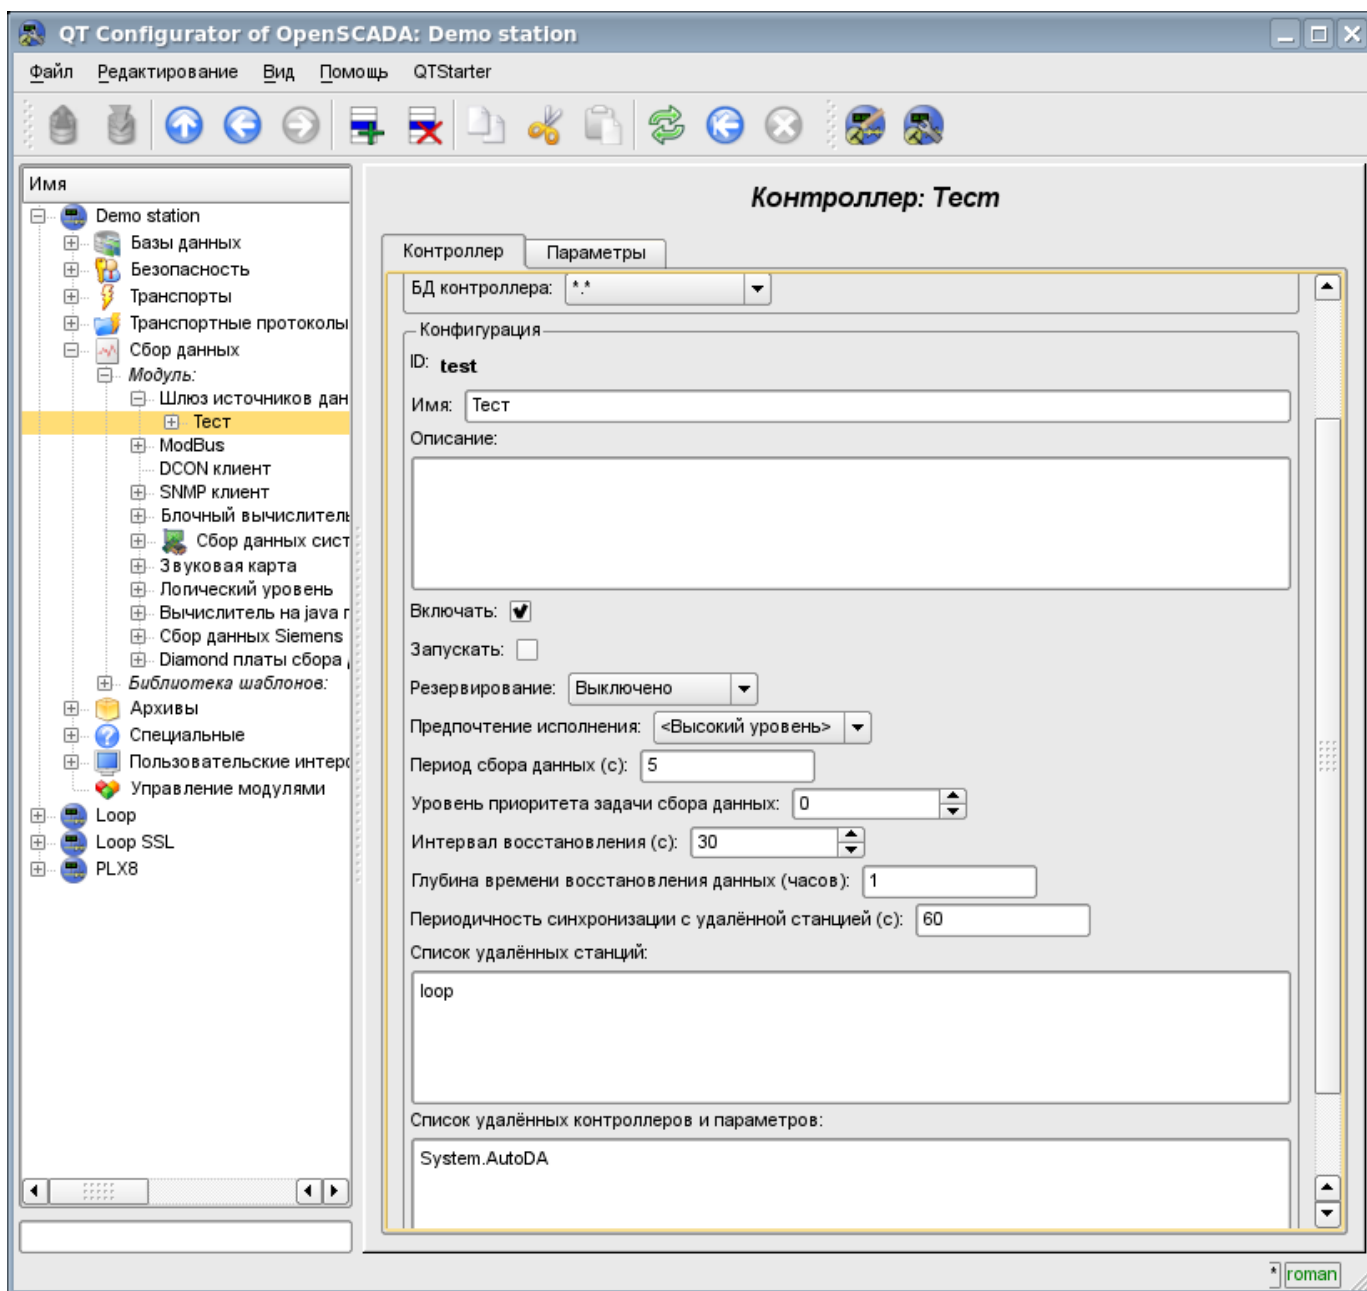 QT Configurator of OpenSCADA: Demo station
Файл Редактирование Вид Помощь QTStarter
Имя
Demo station
Базы данных
Безопасность
Транспорты
Транспортные протоколы
Сбор данных
Модуль:
Шлюз источников дан
Тест
ModBus
DCON клиент
SNMP клиент
Блочный вычислитель
Сбор данных сист
Звуковая карта
Логический уровень
Вычислитель на java
Сбор данных Siemens
Diamond платы сбора
Библиотека шаблонов:
Архивы
Специальные
Пользовательские интерф
Управление модулями
Loop
Loop SSL
PLX8
Контроллер: Тест
Контроллер Параметры
БД контроллера: *.*
Конфигурация
ID: test
Имя: Тест
Описание:
Включать:
Запускать:
Резервирование: Выключено
Предпочтение исполнения: <Высокий уровень>
Период сбора данных (с): 5
Уровень приоритета задачи сбора данных: 0
Интервал восстановления (с): 30
Глубина времени восстановления данных (часов): 1
Периодичность синхронизации с удалённой станцией (с): 60
Список удалённых станций:
loop
Список удалённых контроллеров и параметров:
System.AutoDA
* roman